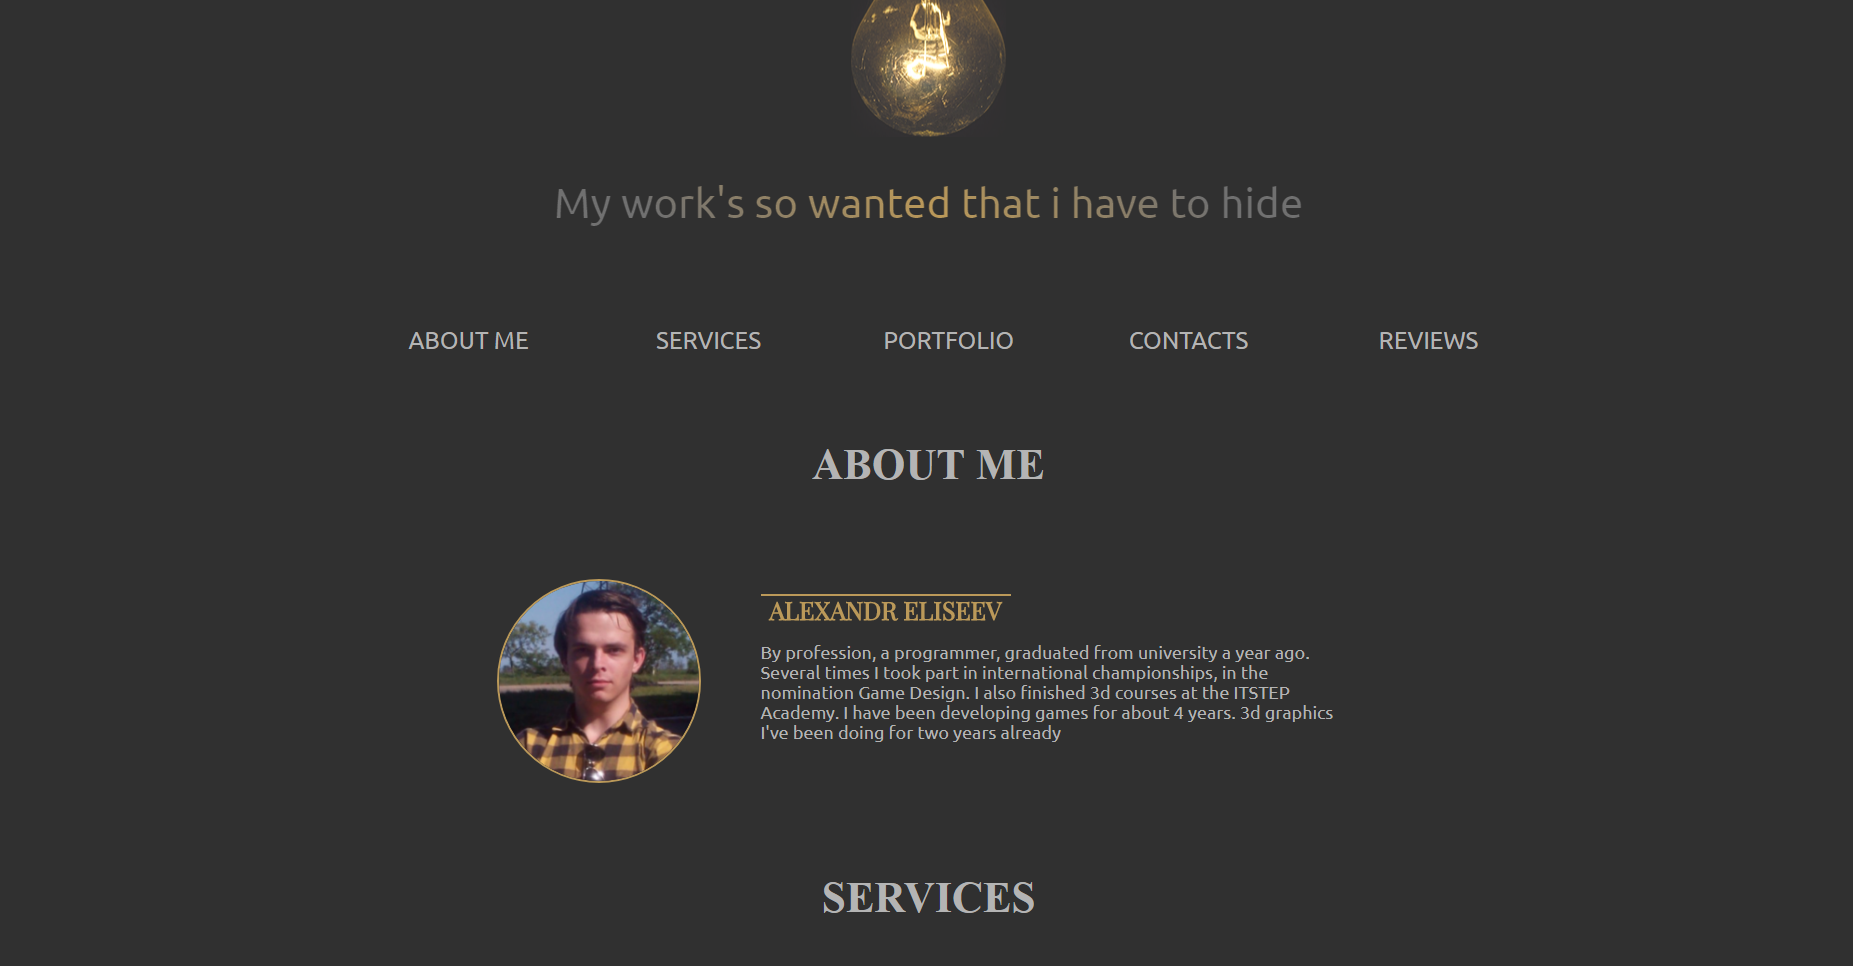 My work's so wanted that i have to hide
ABOUT ME SERVICES PORTFOLIO CONTACTS REVIEWS
ABOUT ME
ALEXANDR ELISEEV
By profession, a programmer, graduated from university a year ago.
Several times I took part in international championships, in the
nomination Game Design. I also finished 3d courses at the ITSTEP
Academy. I have been developing games for about 4 years. 3d graphics
I've been doing for two years already
SERVICES